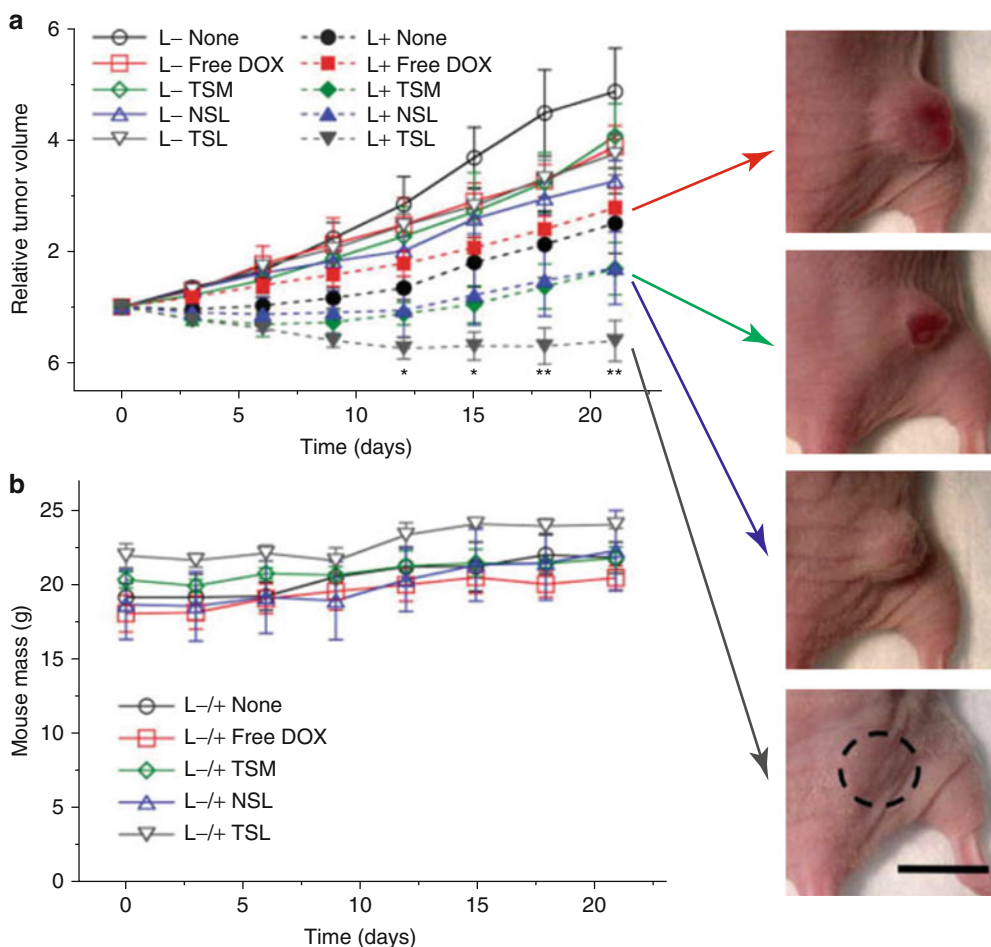 a
6
4
2
6
Relative tumor volume
L− None L+ None
L− Free DOX L+ Free DOX
L− TSM L+ TSM
L− NSL L+ NSL
L− TSL L+ TSL
* * ** **
0 5 10 15 20
Time (days)
b
25
20
15
10
5
0
Mouse mass (g)
L−/+ None
L−/+ Free DOX
L−/+ TSM
L−/+ NSL
L−/+ TSL
0 5 10 15 20
Time (days)